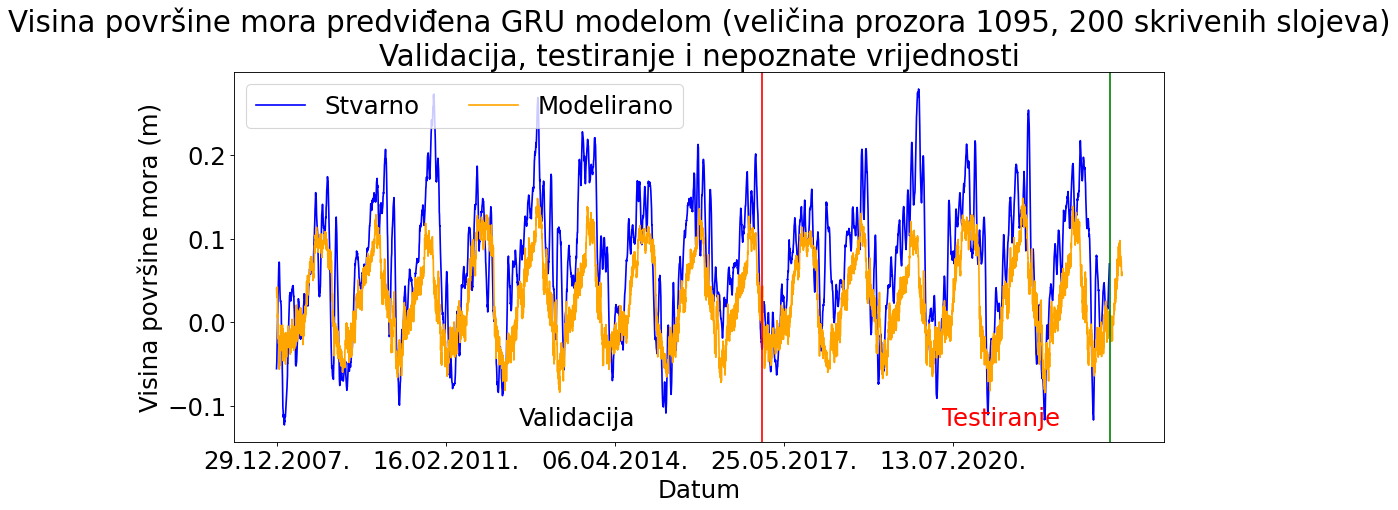 Visina površine mora predviđena GRU modelom (veličina prozora 1095, 200 skrivenih slojeva)
Validacija, testiranje i nepoznate vrijednosti
Stvarno Modelirano
Visina površine mora (m)
0.2
0.1
0.0
−0.1
Validacija Testiranje
29.12.2007. 16.02.2011. 06.04.2014. 25.05.2017. 13.07.2020.
Datum